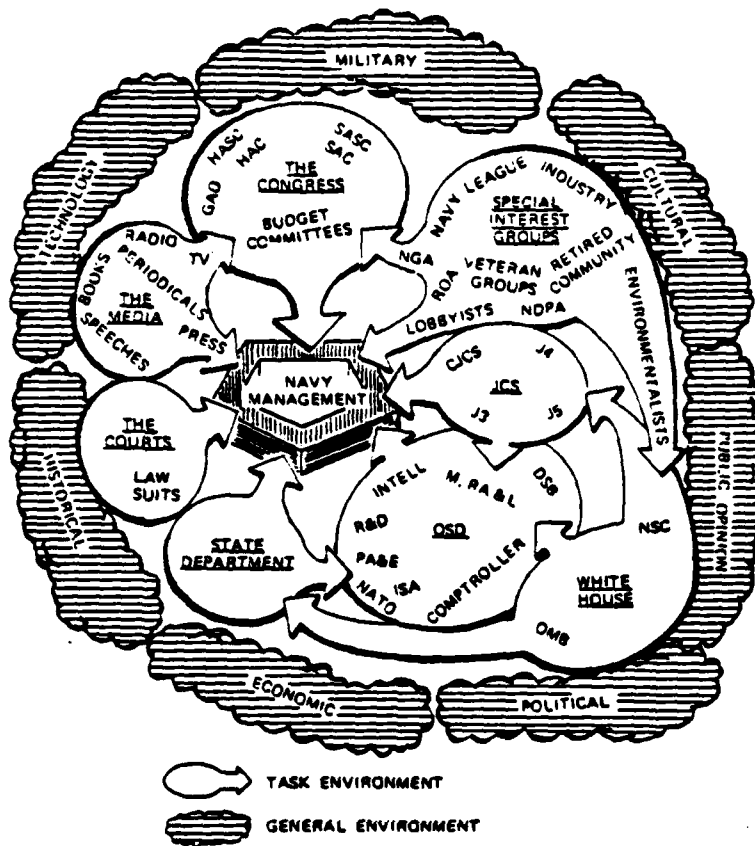 MILITARY
TECHNOLOGY
CULTURAL
HASC
HAC
GAO
SASC
SAC
THE
CONGRESS
BUDGET
COMMITTEES
NAVY LEAGUE
INDUSTRY
SPECIAL
INTEREST
GROUPS
NGA
ROA
VETERAN
GROUPS
RETIRED
COMMUNITY
ENVIRONMENTALISTS
LOBBYISTS
NDPA
RADIO
TV
BOOKS
PERIODICALS
THE
MEDIA
PRESS
SPEECHES
NAVY
MANAGEMENT
CJCS
J4
JCS
J3
J5
THE
COURTS
LAW
SUITS
HISTORICAL
PUBLIC OPINION
STATE
DEPARTMENT
INTELL
M, RA&L
DSB
R&D
OSD
PA&E
ISA
NATO
COMPTROLLER
NSC
WHITE
HOUSE
OMB
ECONOMIC
POLITICAL
TASK ENVIRONMENT
GENERAL ENVIRONMENT